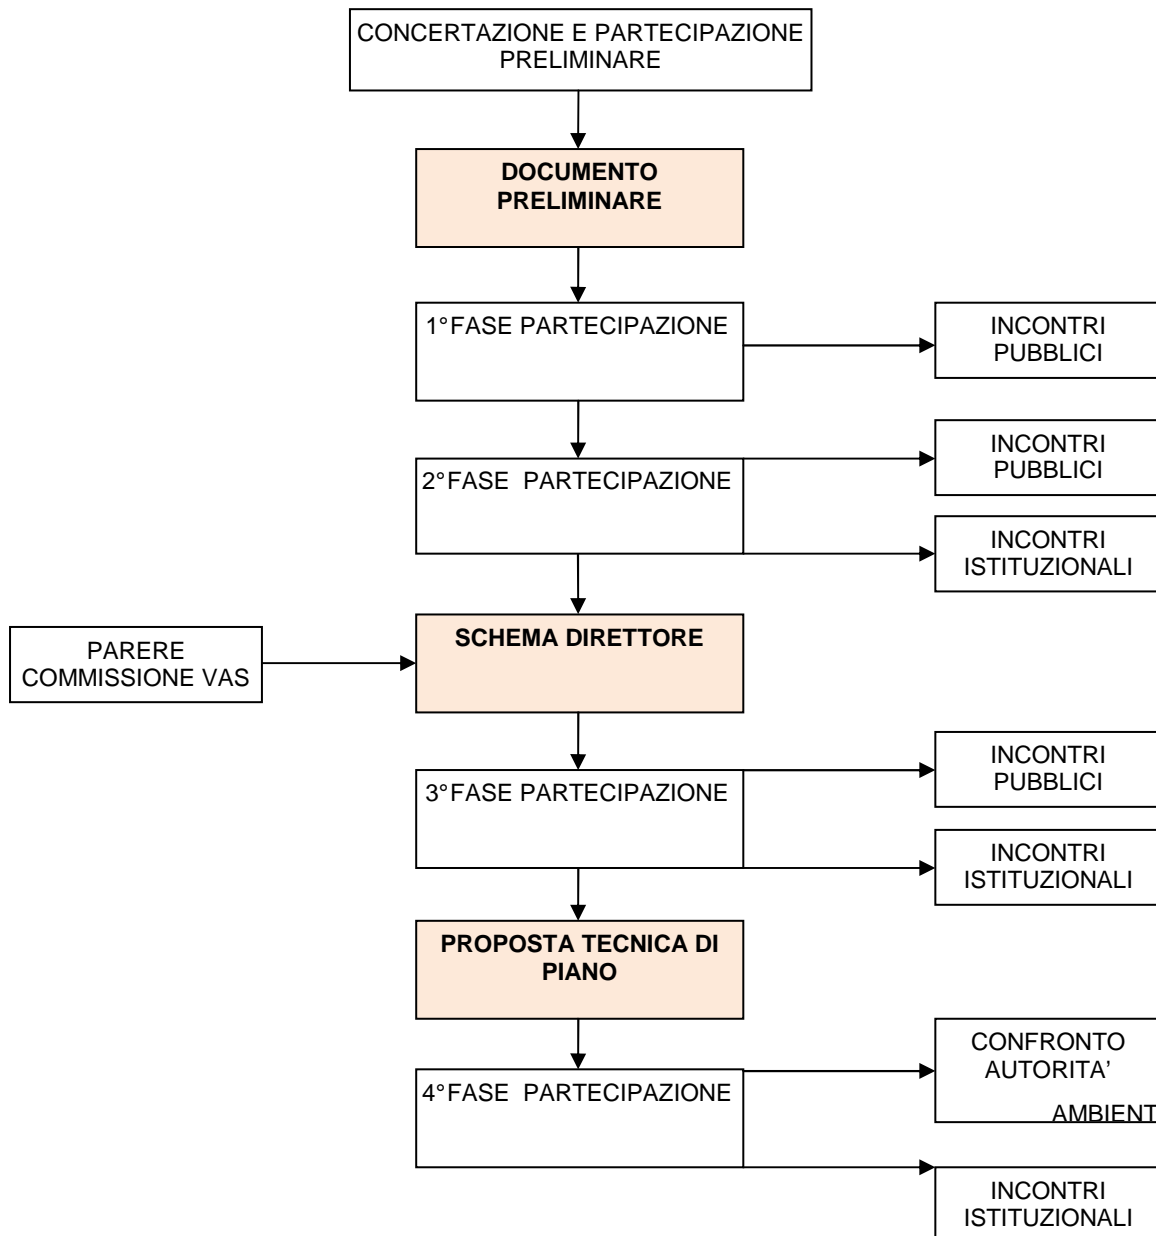 CONCERTAZIONE E PARTECIPAZIONE
PRELIMINARE
DOCUMENTO
PRELIMINARE
1°FASE PARTECIPAZIONE
INCONTRI
PUBBLICI
2°FASE PARTECIPAZIONE
INCONTRI
PUBBLICI
INCONTRI
ISTITUZIONALI
PARERE
COMMISSIONE VAS
SCHEMA DIRETTORE
3°FASE PARTECIPAZIONE
INCONTRI
PUBBLICI
INCONTRI
ISTITUZIONALI
PROPOSTA TECNICA DI
PIANO
4°FASE PARTECIPAZIONE
CONFRONTO
AUTORITA’
AMBIENT
INCONTRI
ISTITUZIONALI